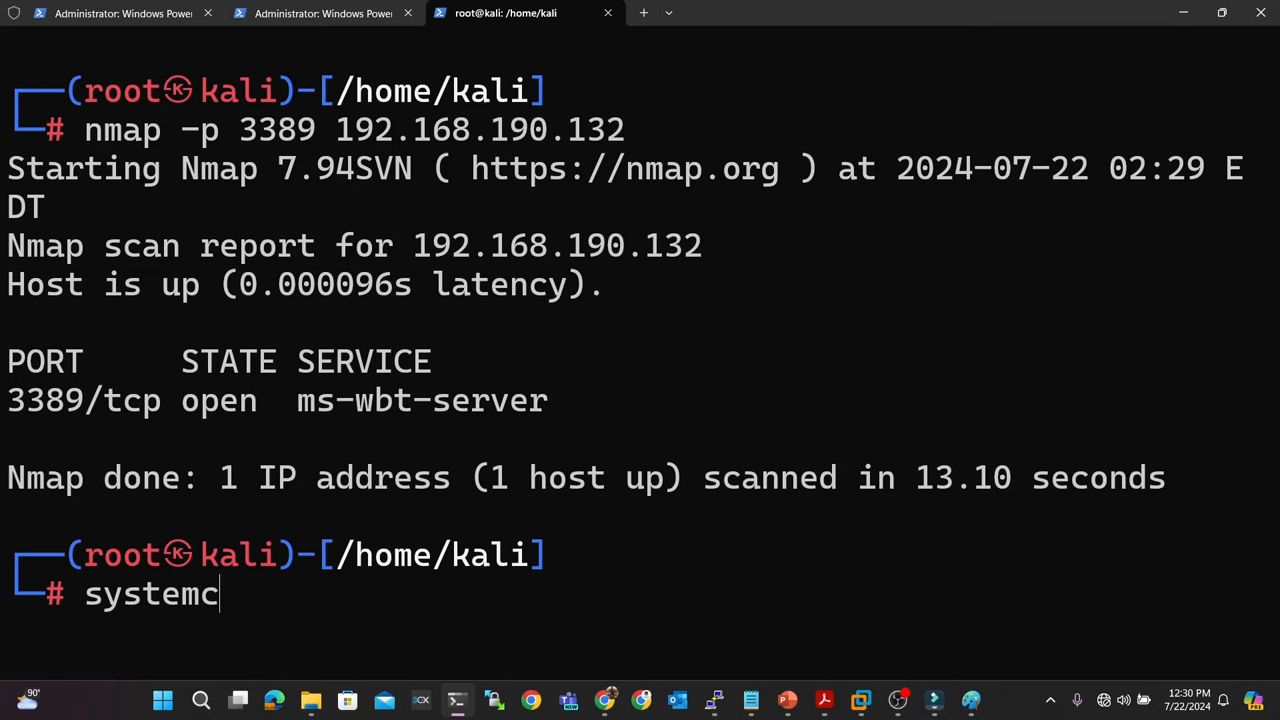 Administrator: Windows Power
Administrator: Windows Power
root@kali: /home/kali
┌──(root㉿kali)-[/home/kali]
└─# nmap -p 3389 192.168.190.132
Starting Nmap 7.94SVN ( https://nmap.org ) at 2024-07-22 02:29 E
DT
Nmap scan report for 192.168.190.132
Host is up (0.000096s latency).
PORT     STATE SERVICE
3389/tcp open  ms-wbt-server
Nmap done: 1 IP address (1 host up) scanned in 13.10 seconds
┌──(root㉿kali)-[/home/kali]
└─# systemc
90°
12:30 PM
7/22/2024